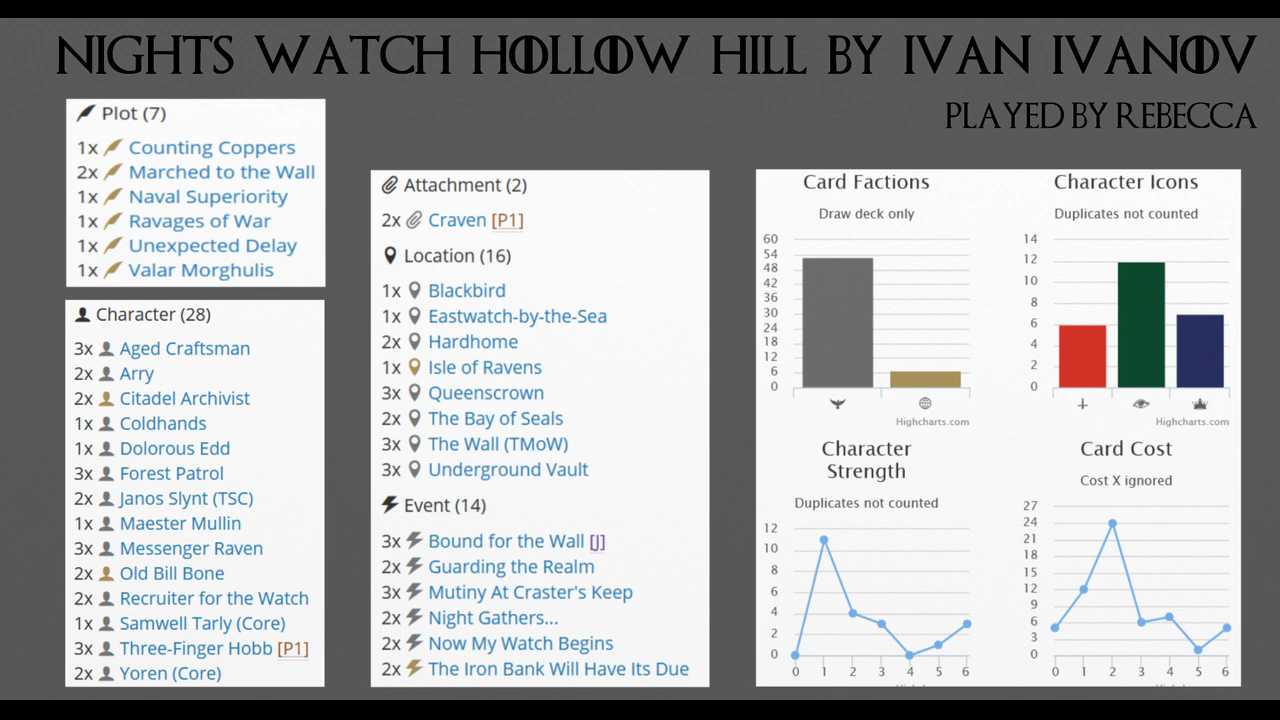 NIGHTS WATCH HOLLOW HILL BY IVAN IVANOV
PLAYED BY REBECCA
Plot (7)
1x Counting Coppers
2x Marched to the Wall
1x Naval Superiority
1x Ravages of War
1x Unexpected Delay
1x Valar Morghulis
Character (28)
3x Aged Craftsman
2x Arry
2x Citadel Archivist
1x Coldhands
1x Dolorous Edd
3x Forest Patrol
2x Janos Slynt (TSC)
1x Maester Mullin
3x Messenger Raven
2x Old Bill Bone
2x Recruiter for the Watch
1x Samwell Tarly (Core)
3x Three-Finger Hobb [P1]
2x Yoren (Core)
Attachment (2)
2x Craven [P1]
Location (16)
1x Blackbird
1x Eastwatch-by-the-Sea
2x Hardhome
1x Isle of Ravens
3x Queenscrown
2x The Bay of Seals
3x The Wall (TMoW)
3x Underground Vault
Event (14)
3x Bound for the Wall [J]
2x Guarding the Realm
3x Mutiny At Craster's Keep
2x Night Gathers...
2x Now My Watch Begins
2x The Iron Bank Will Have Its Due
Card Factions
Draw deck only
60
54
48
42
36
30
24
18
12
6
0
Highcharts.com
Character Icons
Duplicates not counted
14
12
10
8
6
4
2
0
Highcharts.com
Character
Strength
Duplicates not counted
12
10
8
6
4
2
0
0 1 2 3 4 5 6
Card Cost
Cost X ignored
27
24
21
18
15
12
9
6
3
0
0 1 2 3 4 5 6